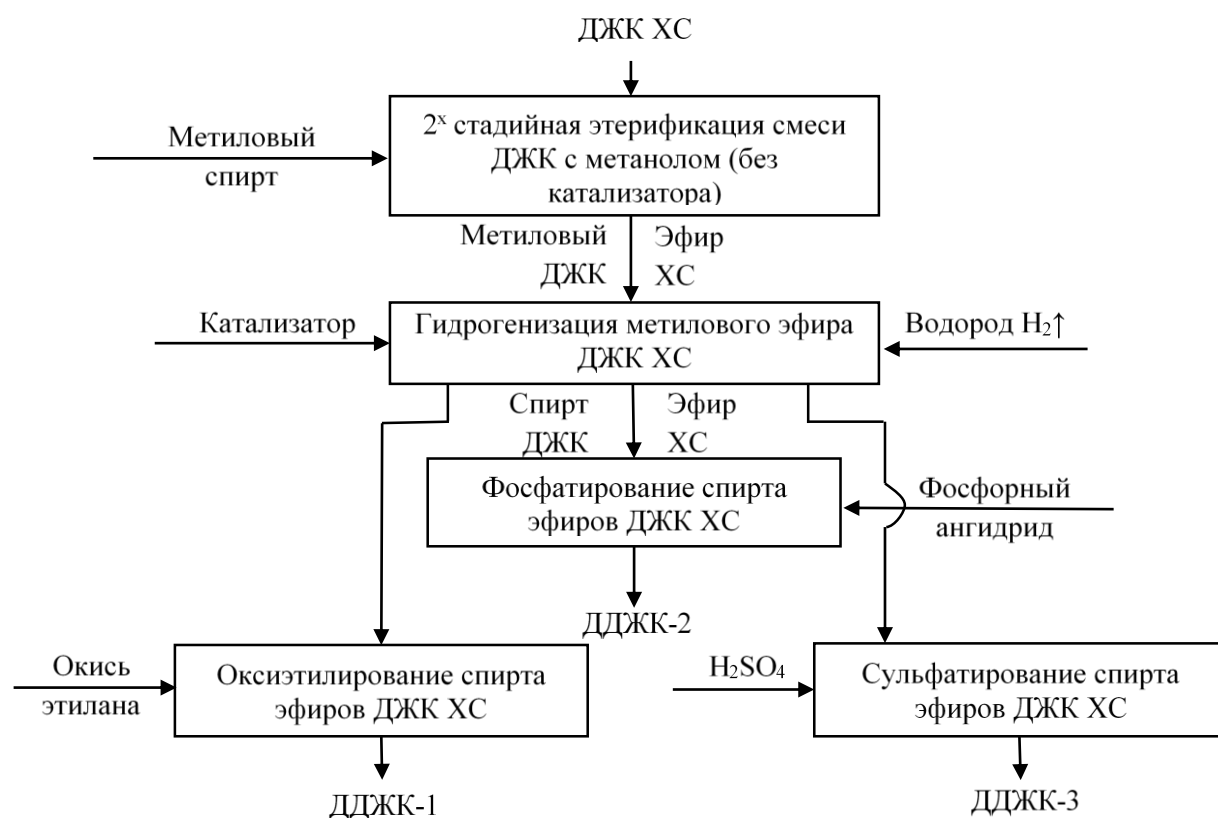 ДЖК ХС
2ˣ стадийная этерификация смеси
ДЖК с метанолом (без
катализатора)
Метиловый
спирт
Метиловый Эфир
ДЖК ХС
Катализатор
Гидрогенизация метилового эфира
ДЖК ХС
Водород H₂↑
Спирт Эфир
ДЖК ХС
Фосфатирование спирта
эфиров ДЖК ХС
Фосфорный
ангидрид
ДДЖК-2
Окись
этилана
Оксиэтилирование спирта
эфиров ДЖК ХС
H₂SO₄
Сульфатирование спирта
эфиров ДЖК ХС
ДДЖК-1
ДДЖК-3